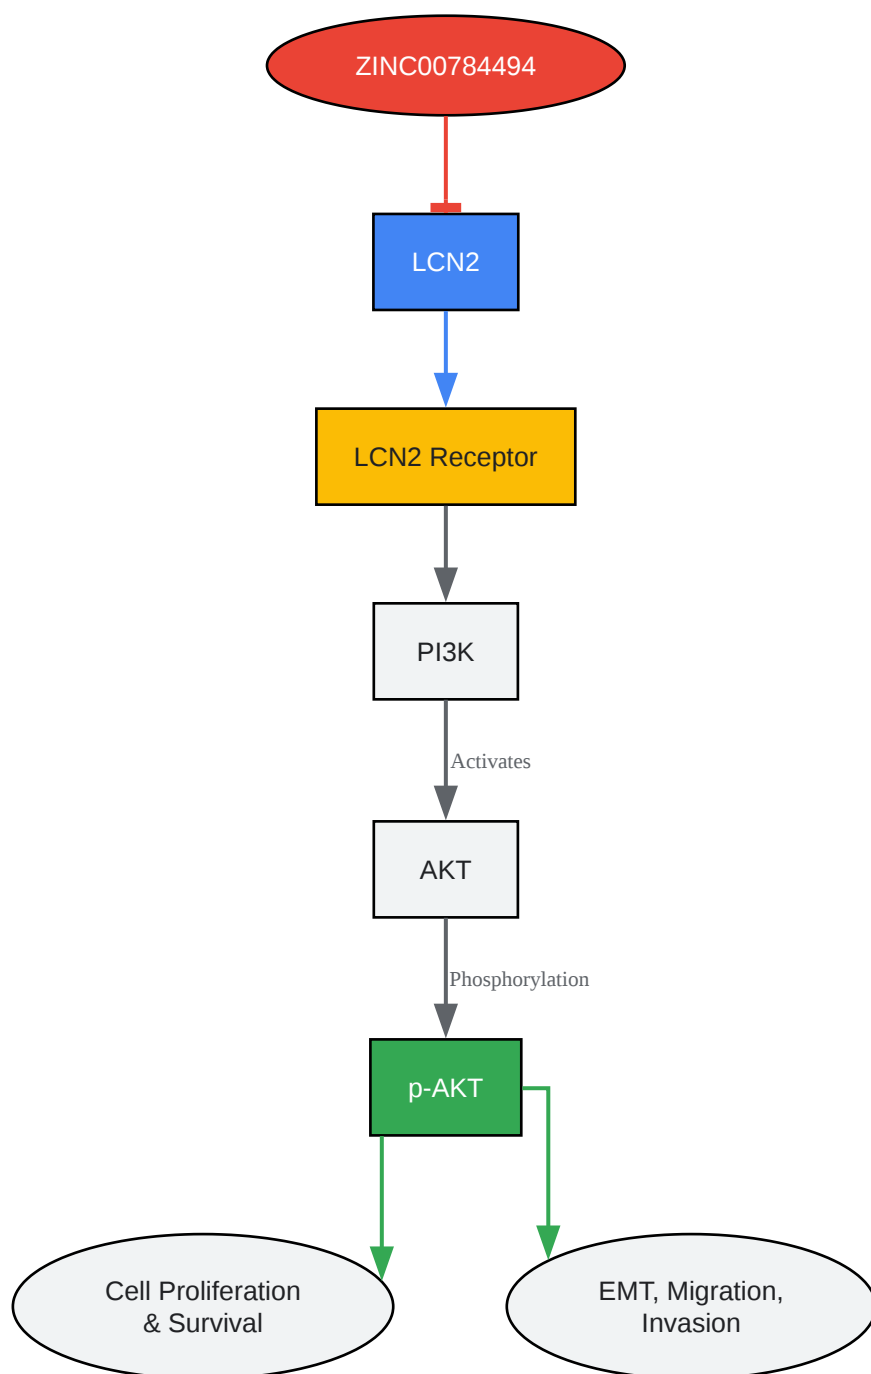 ZINC00784494
LCN2
LCN2 Receptor
PI3K
Activates
AKT
Phosphorylation
p-AKT
Cell Proliferation
& Survival
EMT, Migration,
Invasion